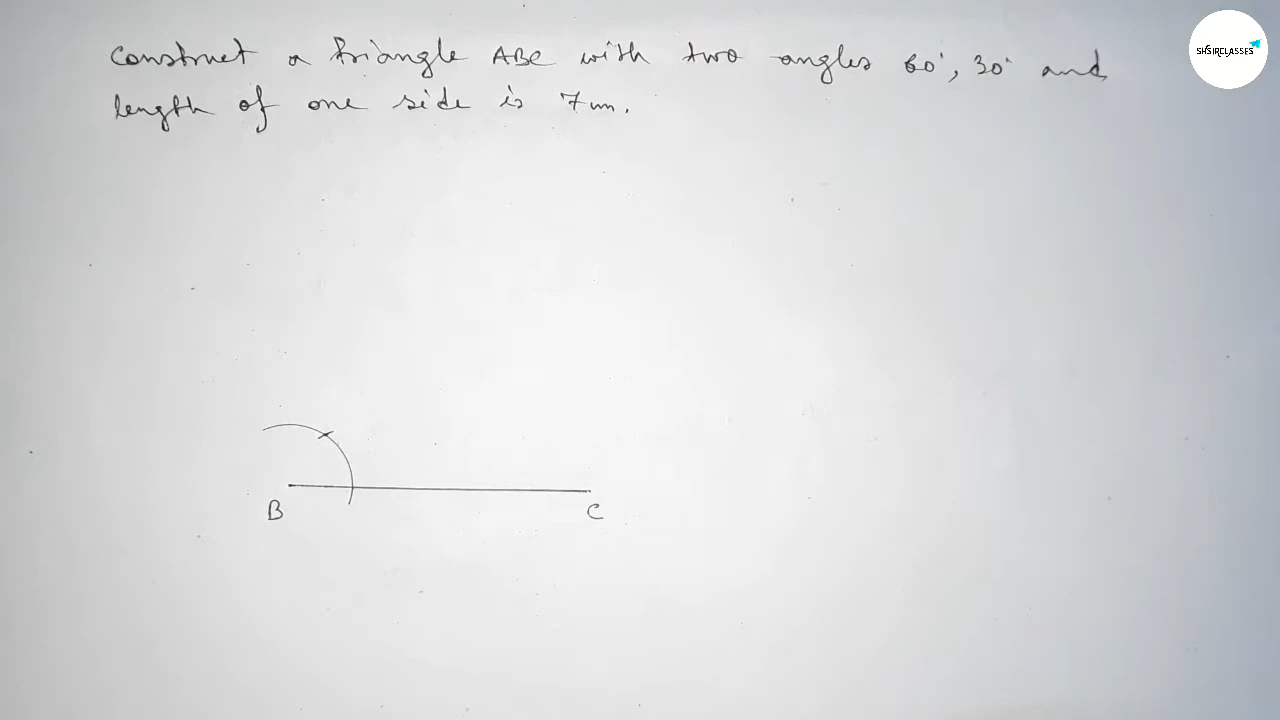 Construct a triangle ABC with two angles 60°, 30° and
length of one side is 7cm.
SHSIRCLASSES
B
C